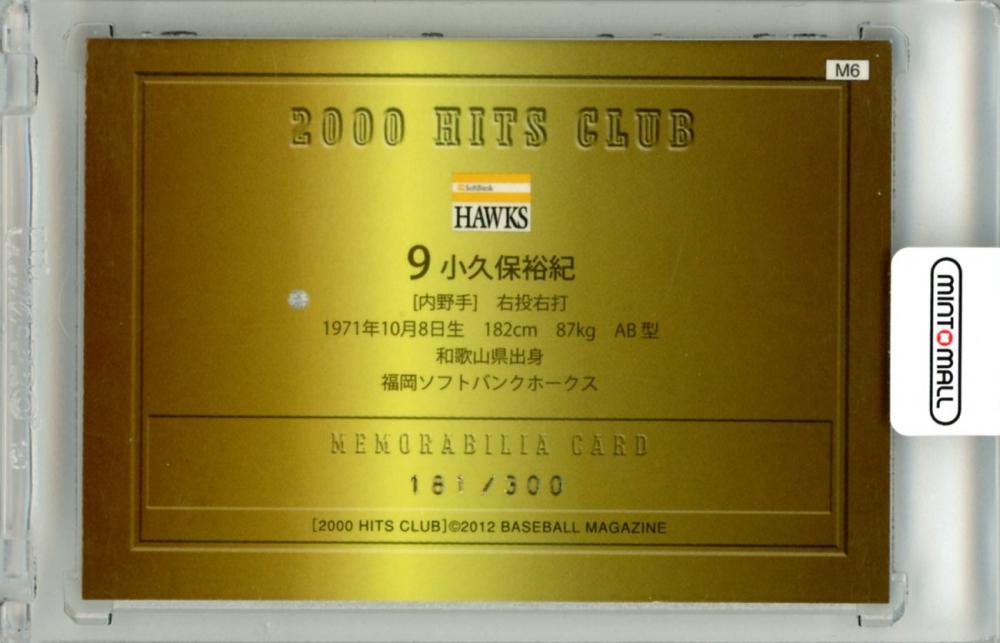 M6
2000 HITS CLUB
SoftBank
HAWKS
9 小久保裕紀
[内野手] 右投右打
1971年10月8日生 182cm 87kg AB型
和歌山県出身
福岡ソフトバンクホークス
MEMORABILIA CARD
181/300
[2000 HITS CLUB]©2012 BASEBALL MAGAZINE
MINT MALL